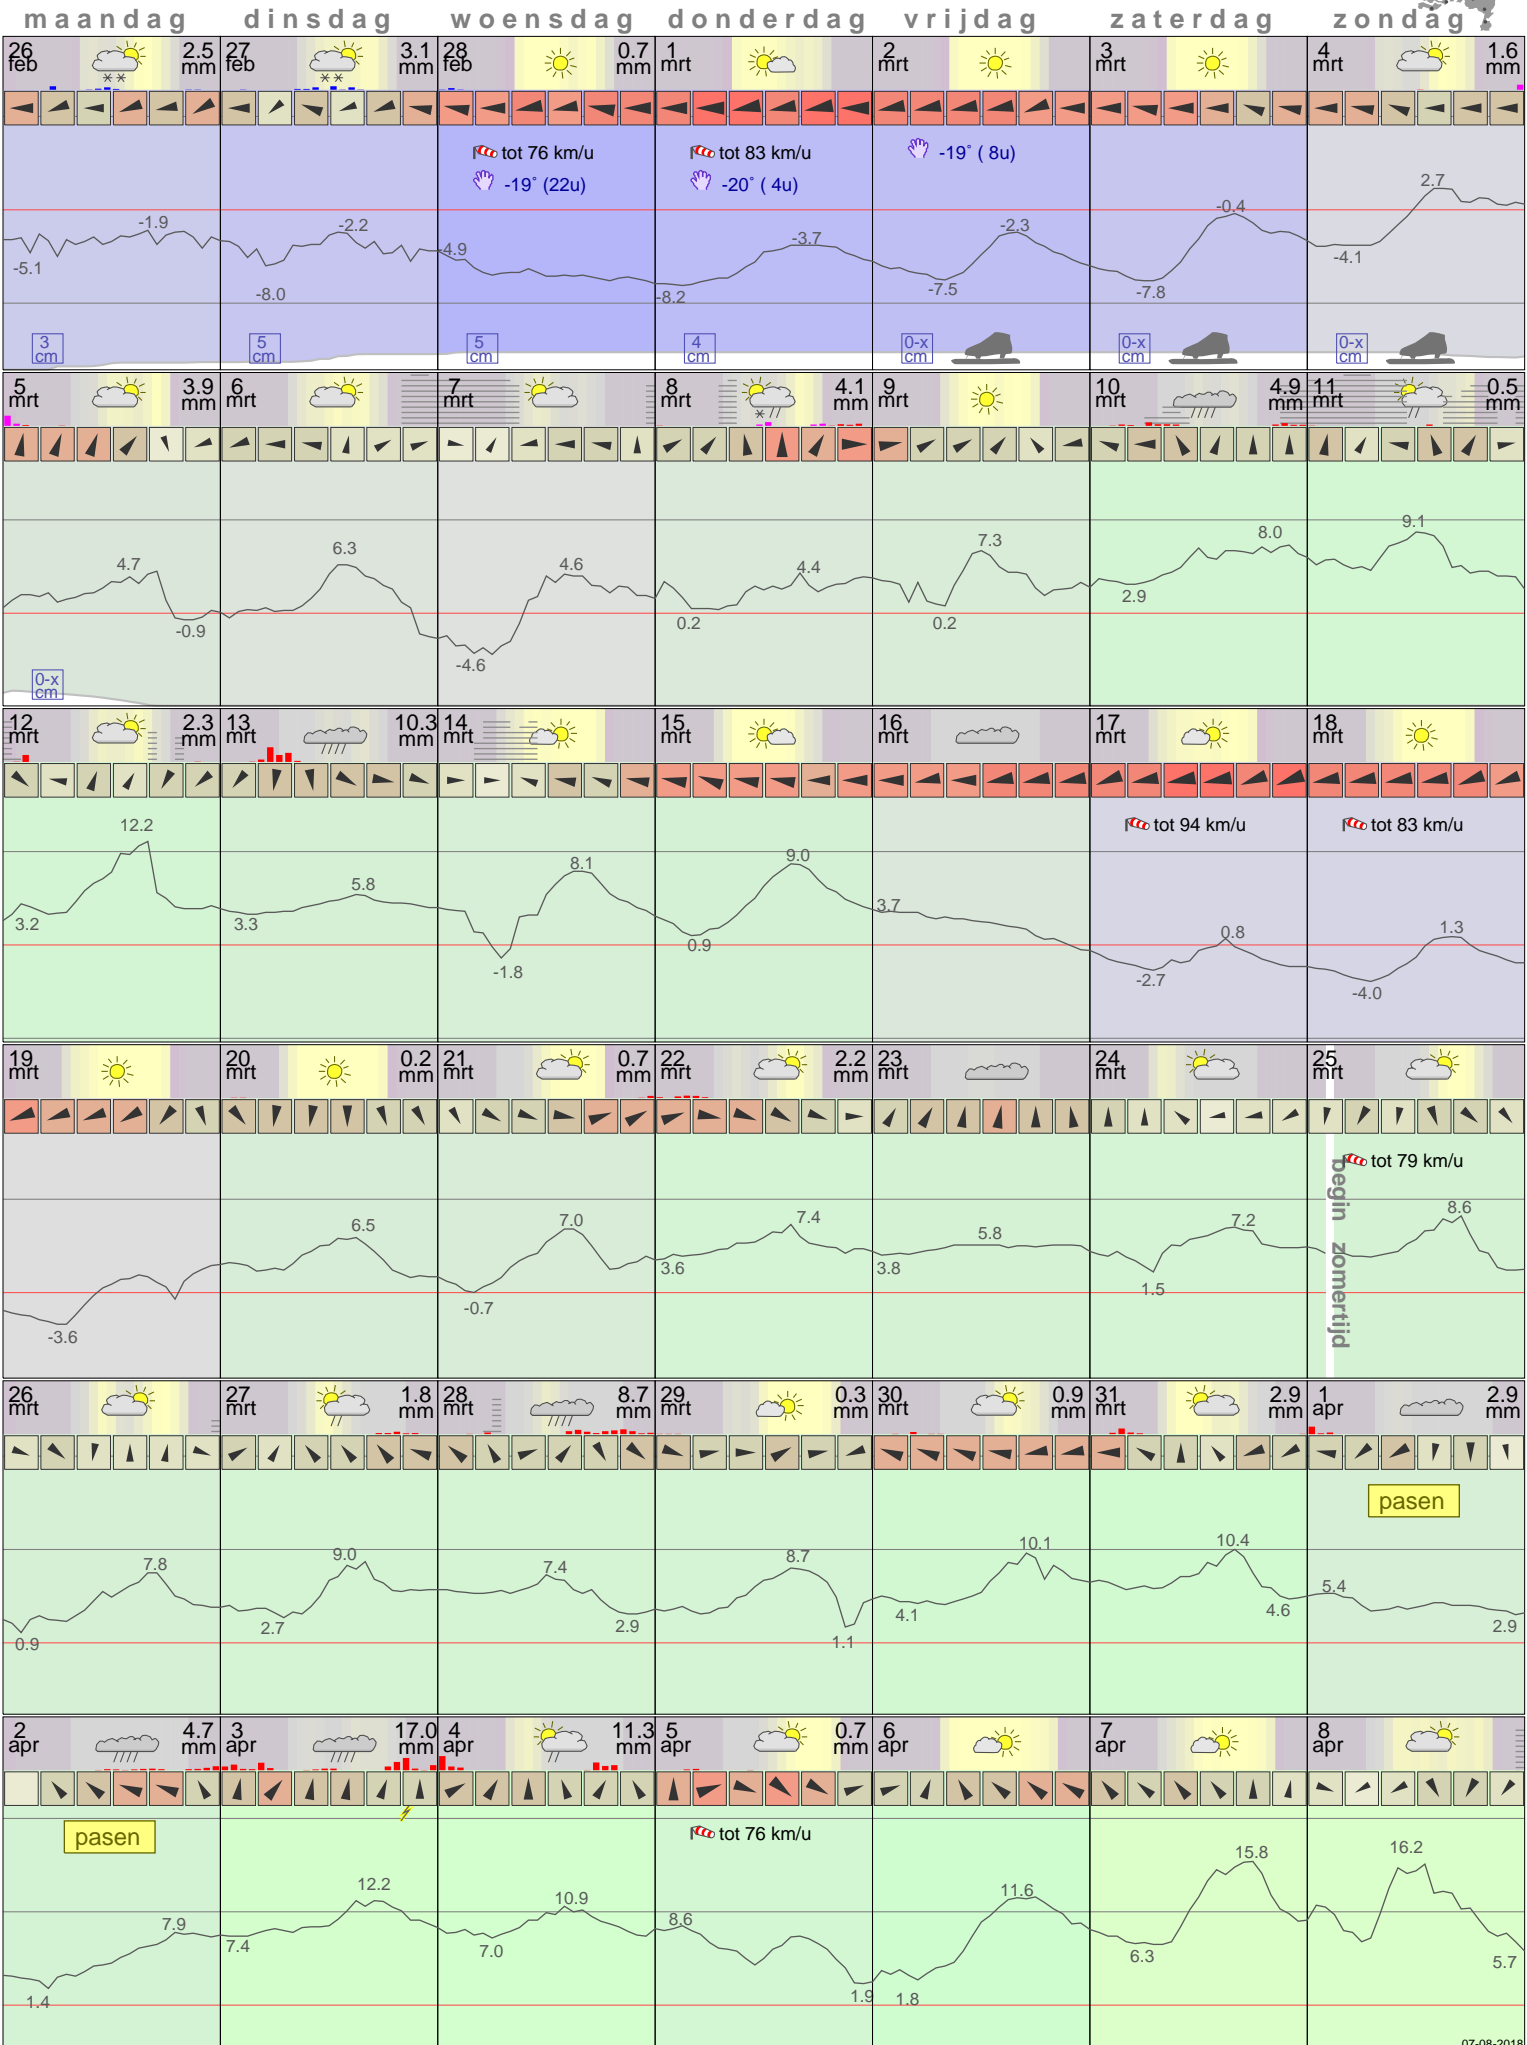 maandag dinsdag woensdag donderdag vrijdag zaterdag zondag
26 feb 2.5 mm 27 feb 3.1 mm 28 feb 0.7 mm 1 mrt 2 mrt 3 mrt 4 mrt 1.6 mm
tot 76 km/u tot 83 km/u -19° ( 8u)
-19° (22u) -20° ( 4u)
-5.1 -1.9 -8.0 -2.2 -4.9 -8.2 -3.7 -7.5 -2.3 -7.8 -0.4 -4.1 2.7
3 cm 5 cm 5 cm 4 cm 0-x cm 0-x cm 0-x cm
5 mrt 3.9 mm 6 mrt 7 mrt 8 mrt 4.1 mm 9 mrt 10 mrt 4.9 mm 11 mrt 0.5 mm
4.7 -0.9 6.3 -4.6 4.6 0.2 4.4 0.2 7.3 2.9 8.0 9.1
0-x cm
12 mrt 2.3 mm 13 mrt 10.3 mm 14 mrt 15 mrt 16 mrt 17 mrt 18 mrt
tot 94 km/u tot 83 km/u
3.2 12.2 3.3 5.8 -1.8 8.1 0.9 9.0 3.7 -2.7 0.8 -4.0 1.3
19 mrt 20 mrt 0.2 mm 21 mrt 0.7 mm 22 mrt 2.2 mm 23 mrt 24 mrt 25 mrt
tot 79 km/u
begin zomertijd
-3.6 6.5 -0.7 7.0 3.6 7.4 3.8 5.8 1.5 7.2 8.6
26 mrt 27 mrt 1.8 mm 28 mrt 8.7 mm 29 mrt 0.3 mm 30 mrt 0.9 mm 31 mrt 2.9 mm 1 apr 2.9 mm
pasen
0.9 7.8 2.7 9.0 7.4 2.9 8.7 1.1 4.1 10.1 10.4 4.6 5.4 2.9
2 apr 4.7 mm 3 apr 17.0 mm 4 apr 11.3 mm 5 apr 0.7 mm 6 apr 7 apr 8 apr
pasen tot 76 km/u
1.4 7.9 7.4 12.2 7.0 10.9 8.6 1.9 1.8 11.6 6.3 15.8 16.2 5.7
07-08-2018